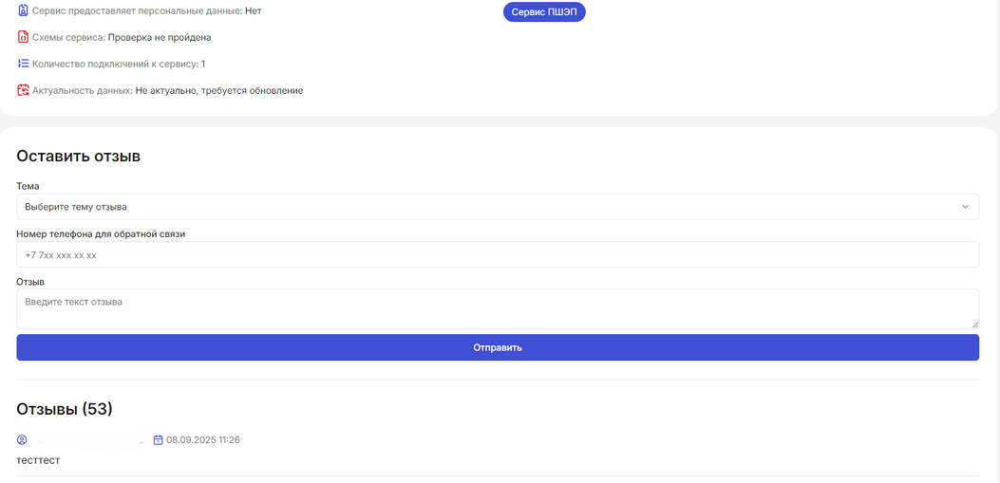 Сервис предоставляет персональные данные: Нет
Сервис ПШЭП
Схемы сервиса: Проверка не пройдена
Количество подключений к сервису: 1
Актуальность данных: Не актуально, требуется обновление
Оставить отзыв
Тема
Выберите тему отзыва
Номер телефона для обратной связи
+7 7xx xxx xx xx
Отзыв
Введите текст отзыва
Отправить
Отзывы (53)
08.09.2025 11:26
тесттест